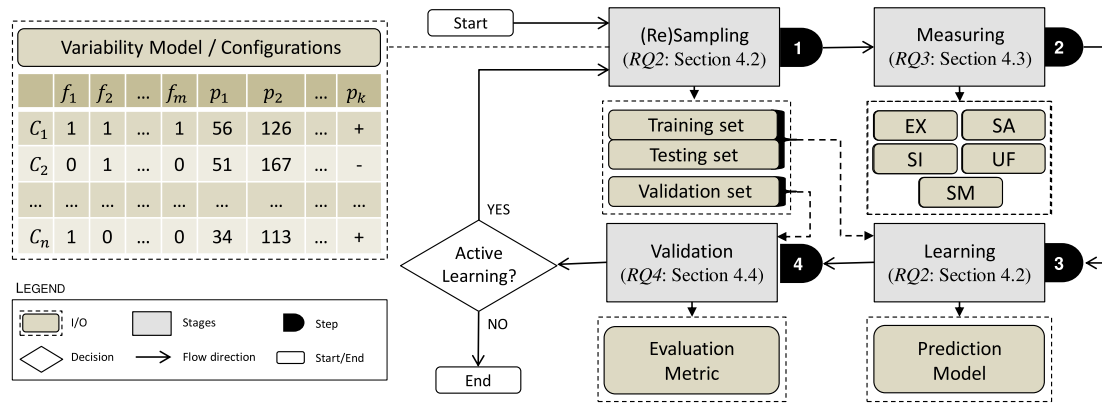 Variability Model / Configurations
f1 f2 ... fm p1 p2 ... pk
C1 1 1 ... 1 56 126 ... +
C2 0 1 ... 0 51 167 ... -
... ... ... ... ... ... ... ... ...
Cn 1 0 ... 0 34 113 ... +
LEGEND
I/O
Stages
Step
Decision
Flow direction
Start/End
Start
(Re)Sampling
(RQ2: Section 4.2)
1
Measuring
(RQ3: Section 4.3)
2
Training set
Testing set
Validation set
EX
SA
SI
UF
SM
YES
Active
Learning?
NO
End
Validation
(RQ4: Section 4.4)
4
Learning
(RQ2: Section 4.2)
3
Evaluation
Metric
Prediction
Model